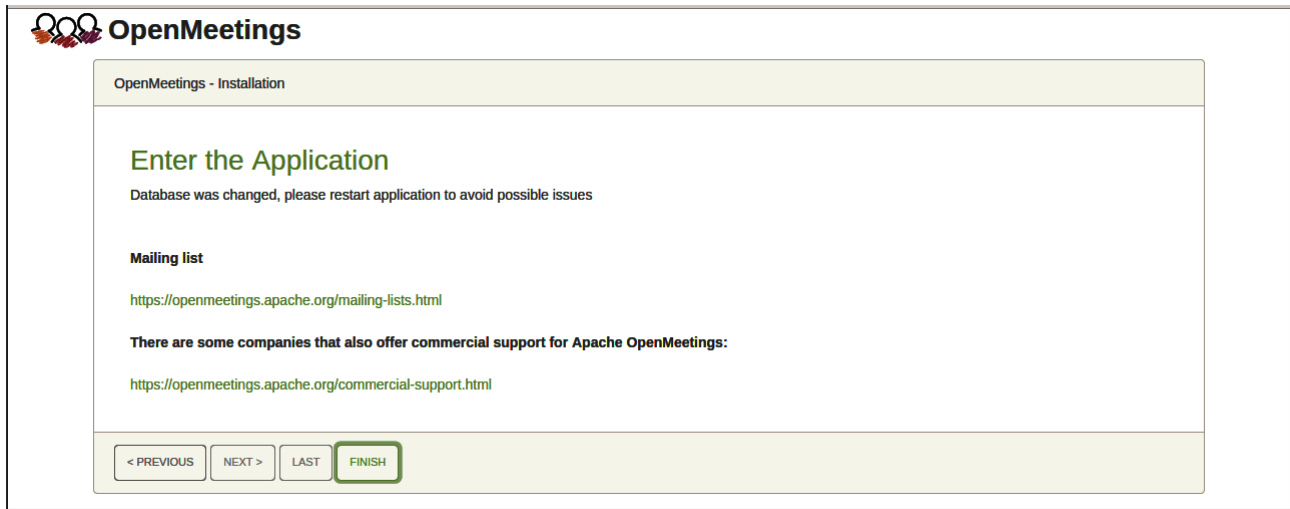 OpenMeetings
OpenMeetings - Installation
Enter the Application
Database was changed, please restart application to avoid possible issues
Mailing list
https://openmeetings.apache.org/mailing-lists.html
There are some companies that also offer commercial support for Apache OpenMeetings:
https://openmeetings.apache.org/commercial-support.html
< PREVIOUS NEXT > LAST FINISH